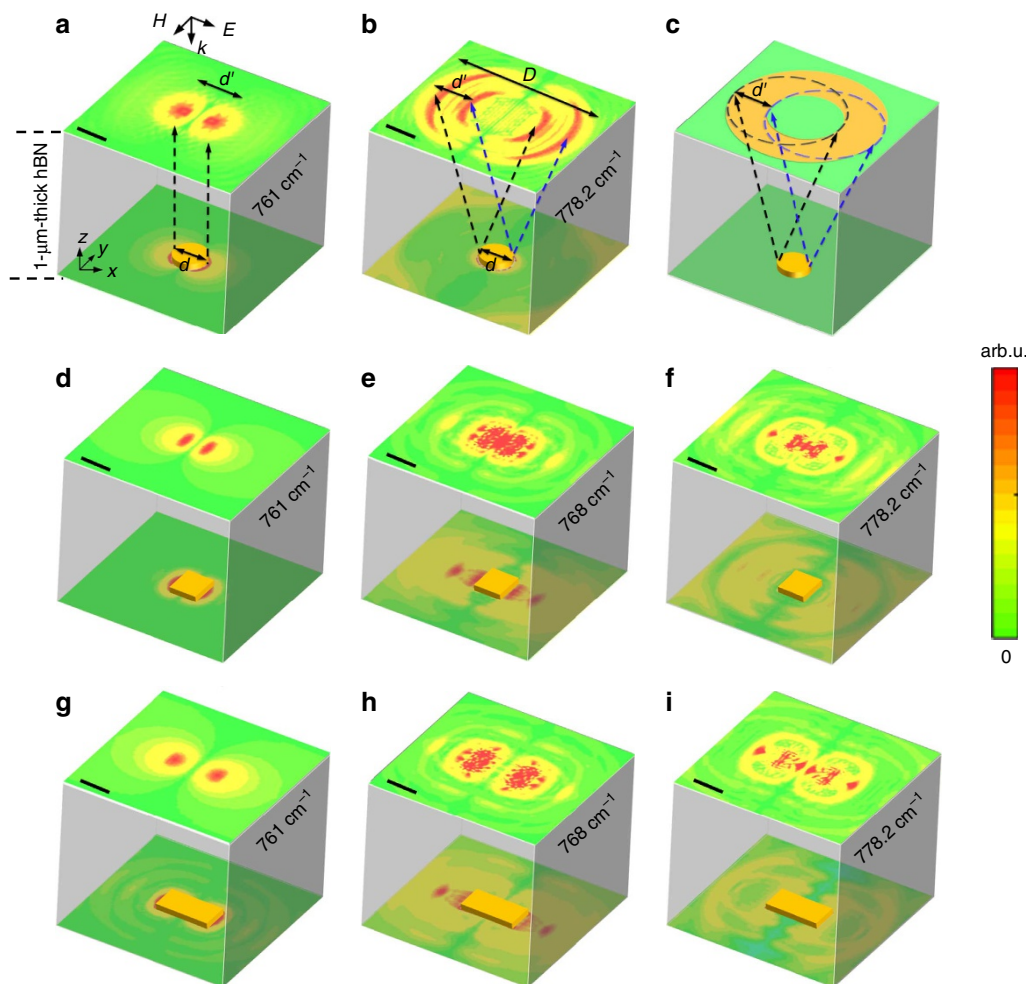 a
H
E
k
d'
1-μm-thick hBN
z
y
x
d
761 cm⁻¹
b
d'
D
d
778.2 cm⁻¹
c
d'
d
761 cm⁻¹
e
768 cm⁻¹
f
778.2 cm⁻¹
arb.u.
0
g
761 cm⁻¹
h
768 cm⁻¹
i
778.2 cm⁻¹